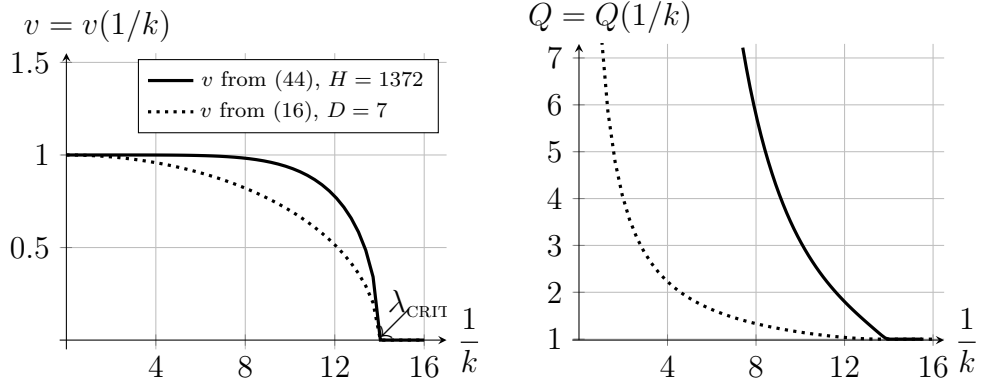 v = v(1/k)
1.5
1
0.5
v from (44), H = 1372
v from (16), D = 7
λCRIT
4
8
12
16
1/k
Q = Q(1/k)
7
6
5
4
3
2
1
4
8
12
16
1/k